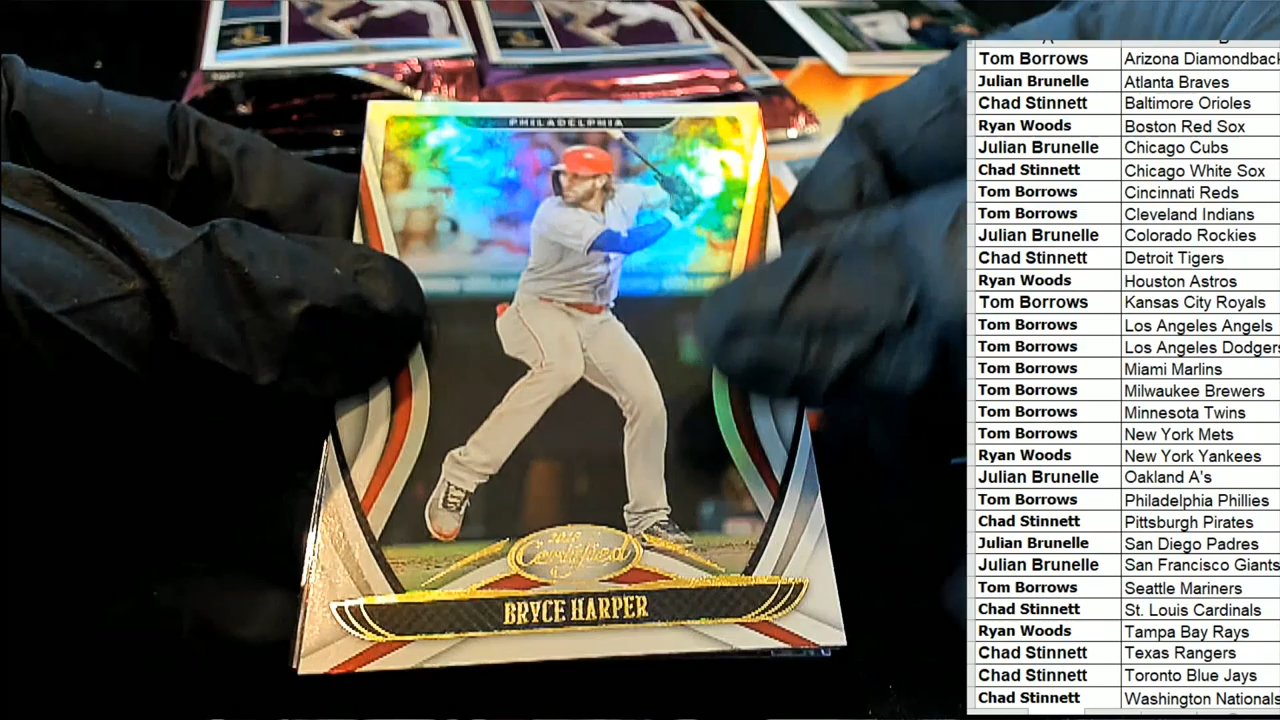 PHILADELPHIA
Certified
BRYCE HARPER
A B
Tom Borrows Arizona Diamondback
Julian Brunelle Atlanta Braves
Chad Stinnett Baltimore Orioles
Ryan Woods Boston Red Sox
Julian Brunelle Chicago Cubs
Chad Stinnett Chicago White Sox
Tom Borrows Cincinnati Reds
Tom Borrows Cleveland Indians
Julian Brunelle Colorado Rockies
Chad Stinnett Detroit Tigers
Ryan Woods Houston Astros
Tom Borrows Kansas City Royals
Tom Borrows Los Angeles Angels
Tom Borrows Los Angeles Dodgers
Tom Borrows Miami Marlins
Tom Borrows Milwaukee Brewers
Tom Borrows Minnesota Twins
Tom Borrows New York Mets
Ryan Woods New York Yankees
Julian Brunelle Oakland A's
Tom Borrows Philadelphia Phillies
Chad Stinnett Pittsburgh Pirates
Julian Brunelle San Diego Padres
Julian Brunelle San Francisco Giants
Tom Borrows Seattle Mariners
Chad Stinnett St. Louis Cardinals
Ryan Woods Tampa Bay Rays
Chad Stinnett Texas Rangers
Chad Stinnett Toronto Blue Jays
Chad Stinnett Washington Nationals